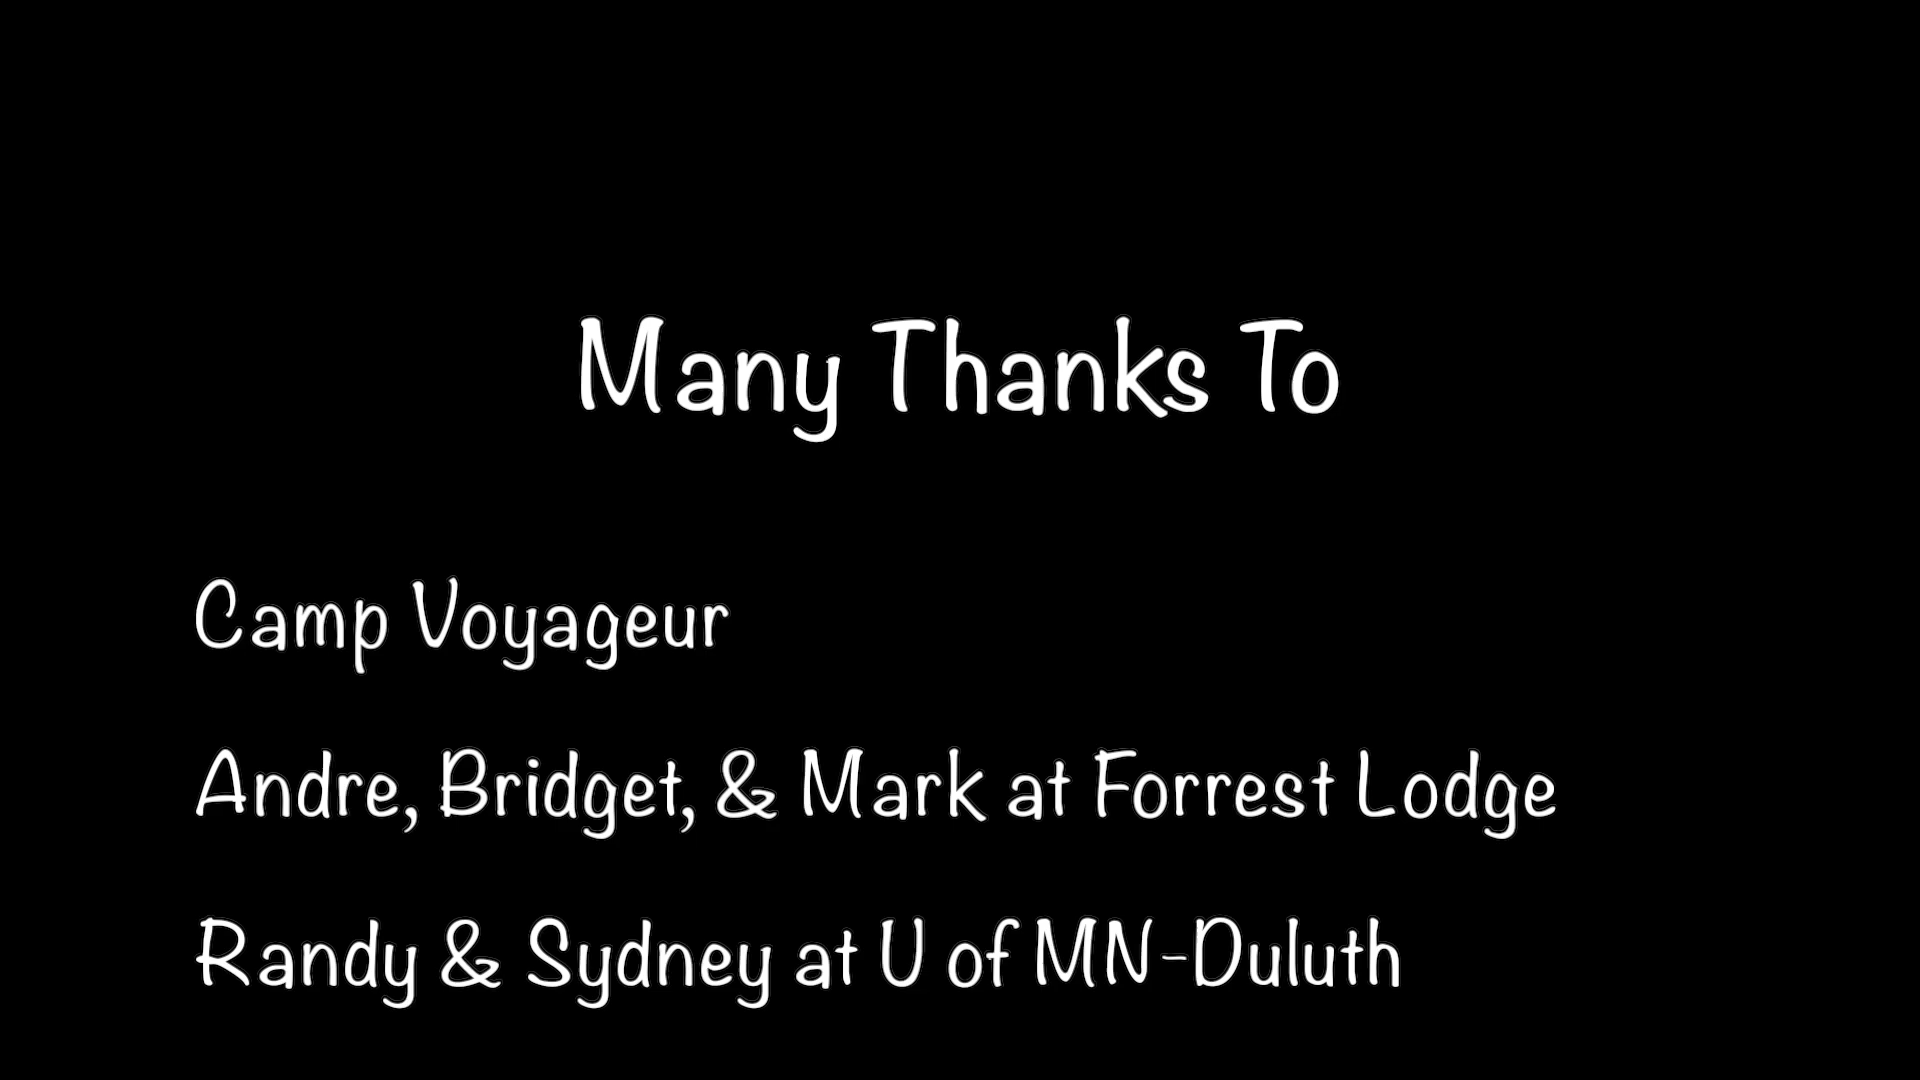 Many Thanks To
Camp Voyageur
Andre, Bridget, & Mark at Forrest Lodge
Randy & Sydney at U of MN-Duluth